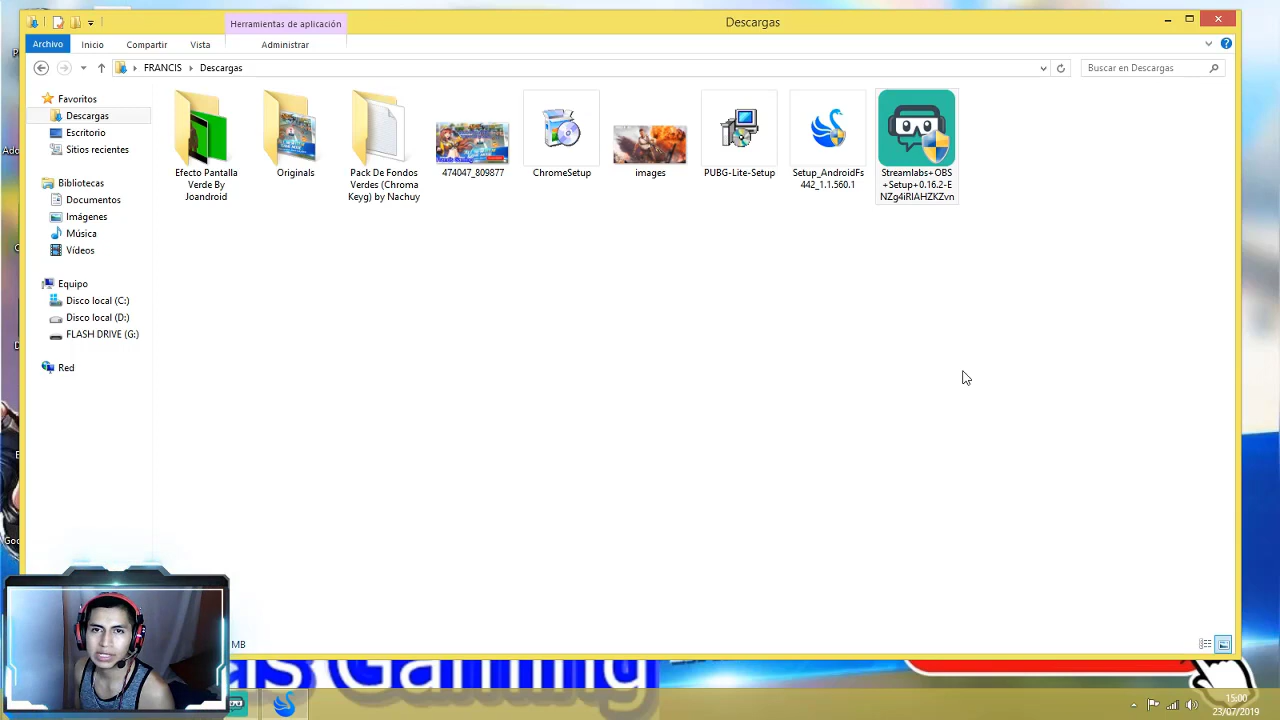 Herramientas de aplicación
Descargas
Archivo
Inicio
Compartir
Vista
Administrar
FRANCIS
Descargas
Buscar en Descargas
Favoritos
Descargas
Escritorio
Sitios recientes
Bibliotecas
Documentos
Imágenes
Música
Vídeos
Equipo
Disco local (C:)
Disco local (D:)
FLASH DRIVE (G:)
Red
Efecto Pantalla
Verde By
Joandroid
Originals
Pack De Fondos
Verdes (Chroma
Keyg) by Nachuy
474047_809877
ChromeSetup
images
PUBG-Lite-Setup
Setup_AndroidFs
442_1.1.560.1
Streamlabs+OBS
+Setup+0.16.2-E
NZg4iRIAHZKZvn
MB
Gaming
15:00
23/07/2019